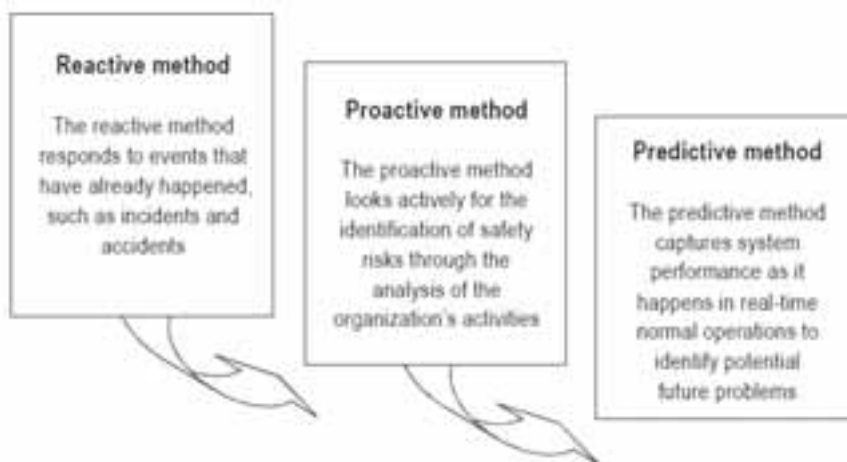 Reactive method
The reactive method
responds to events that
have already happened,
such as incidents and
accidents
Proactive method
The proactive method
looks actively for the
identification of safety
risks through the
analysis of the
organization's activities
Predictive method
The predictive method
captures system
performance as it
happens in real-time
normal operations to
identify potential
future problems